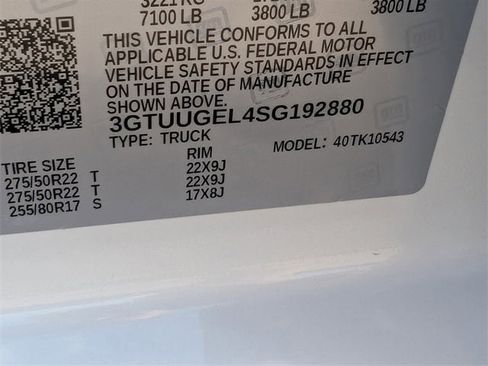 3221 KG
7100 LB 3800 LB 3800 LB
THIS VEHICLE CONFORMS TO ALL
APPLICABLE U.S. FEDERAL MOTOR
VEHICLE SAFETY STANDARDS IN EFFECT
ON THE DATE OF MANUFACTURE
SHOWN ABOVE.
3GTUUGEL4SG192880
TYPE: TRUCK MODEL: 40TK10543
TIRE SIZE RIM
275/50R22 T 22X9J
275/50R22 T 22X9J
255/80R17 S 17X8J